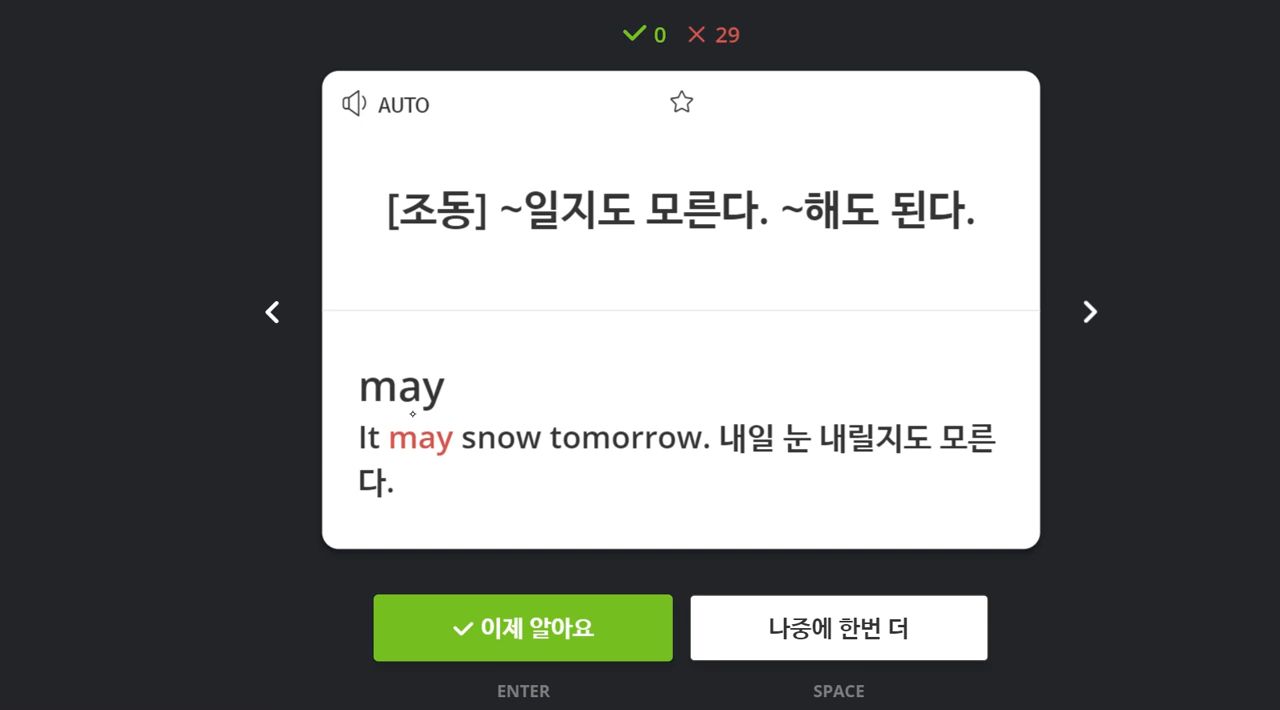 0 29
AUTO
[조동] ~일지도 모른다. ~해도 된다.
may
It may snow tomorrow. 내일 눈 내릴지도 모른
다.
이제 알아요
나중에 한번 더
ENTER
SPACE